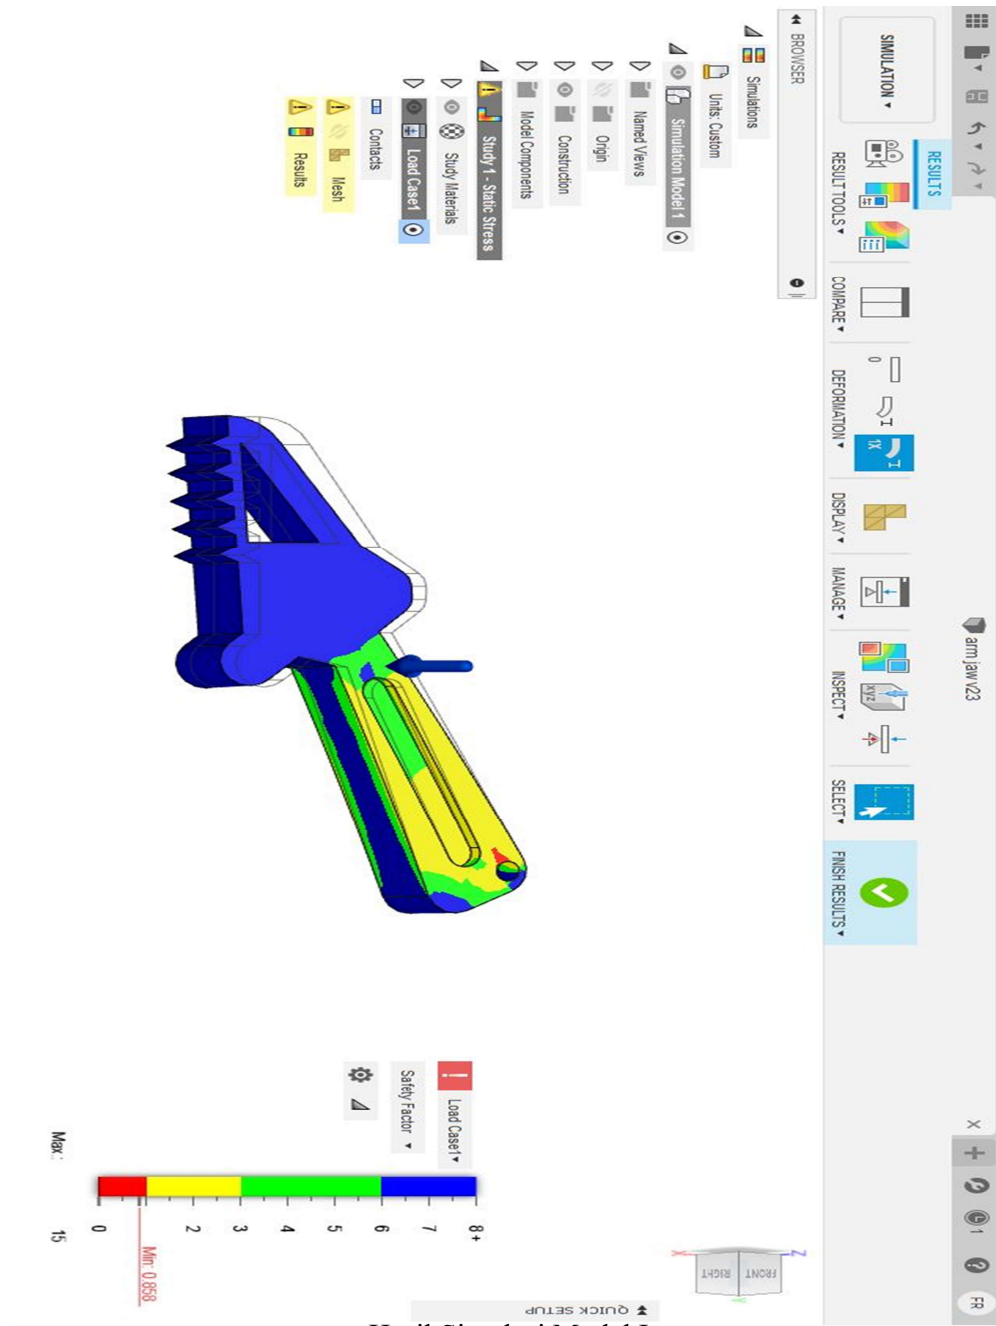 arm jaw v23
1
FR
RESULTS
SIMULATION
RESULT TOOLS
COMPARE
DEFORMATION
DISPLAY
MANAGE
INSPECT
SELECT
FINISH RESULTS
0
1X
xyz
BROWSER
Simulations
Units: Custom
Simulation Model 1
Named Views
Origin
Construction
Model Components
Study 1 - Static Stress
Study Materials
Load Case1
Contacts
Mesh
Results
Z
FRONT
RIGHT
X
Y
QUICK SETUP
Load Case1
Safety Factor
8+
7
6
5
4
3
2
Min: 0.858
0
Max: 15